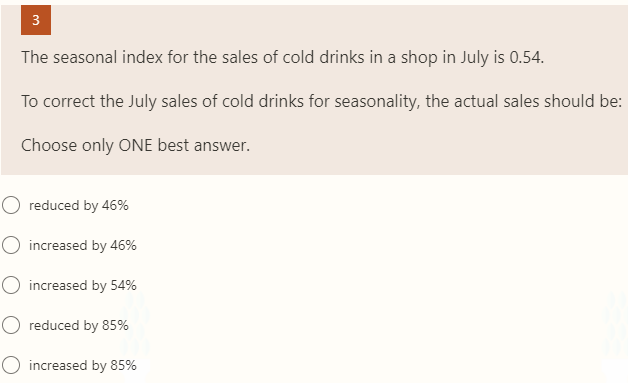 3
The seasonal index for the sales of cold drinks in a shop in July is 0.54.
To correct the July sales of cold drinks for seasonality, the actual sales should be:
Choose only ONE best answer.
reduced by 46%
increased by 46%
increased by 54%
reduced by 85%
increased by 85%